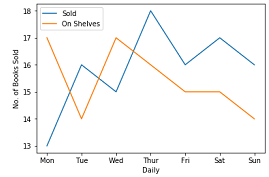 Sold
On Shelves
No. of Books Sold
18
17
16
15
14
13
Mon Tue Wed Thur Fri Sat Sun
Daily